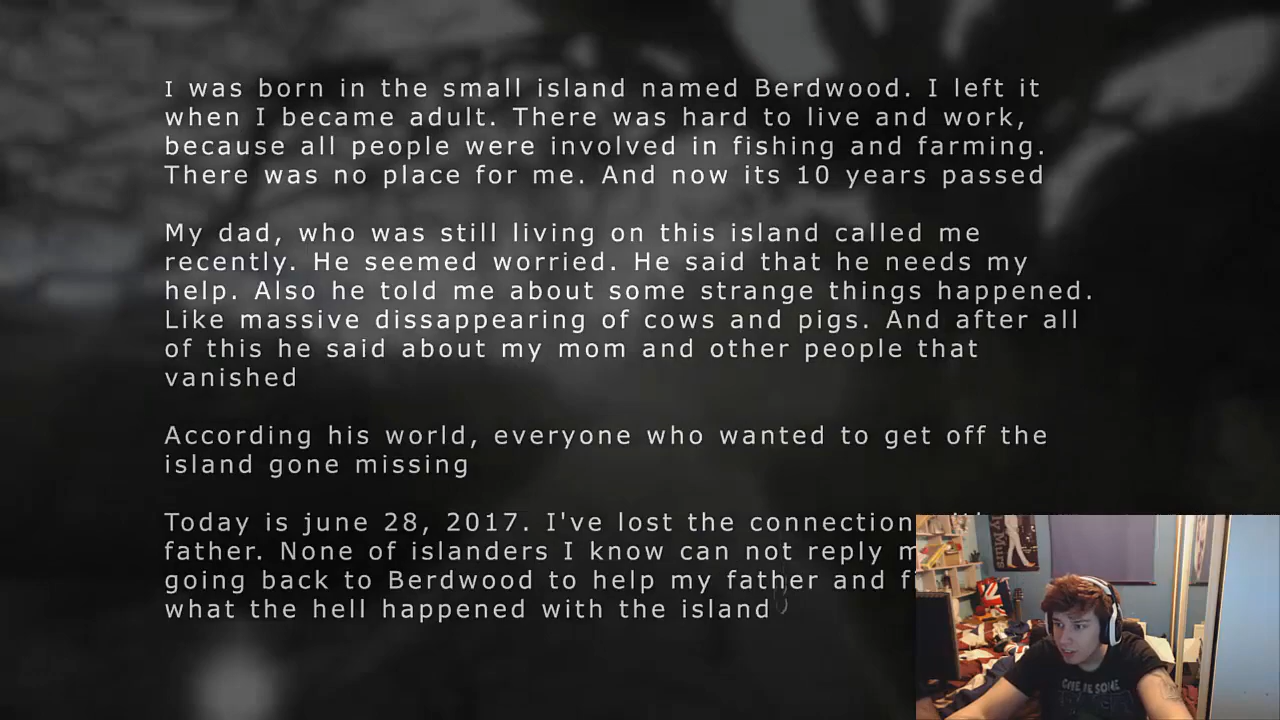 I was born in the small island named Berdwood. I left it
when I became adult. There was hard to live and work,
because all people were involved in fishing and farming.
There was no place for me. And now its 10 years passed
My dad, who was still living on this island called me
recently. He seemed worried. He said that he needs my
help. Also he told me about some strange things happened.
Like massive dissappearing of cows and pigs. And after all
of this he said about my mom and other people that
vanished
According his world, everyone who wanted to get off the
island gone missing
Today is june 28, 2017. I've lost the connection
father. None of islanders I know can not reply
going back to Berdwood to help my father and
what the hell happened with the island
Murs
GIVE ME SOME